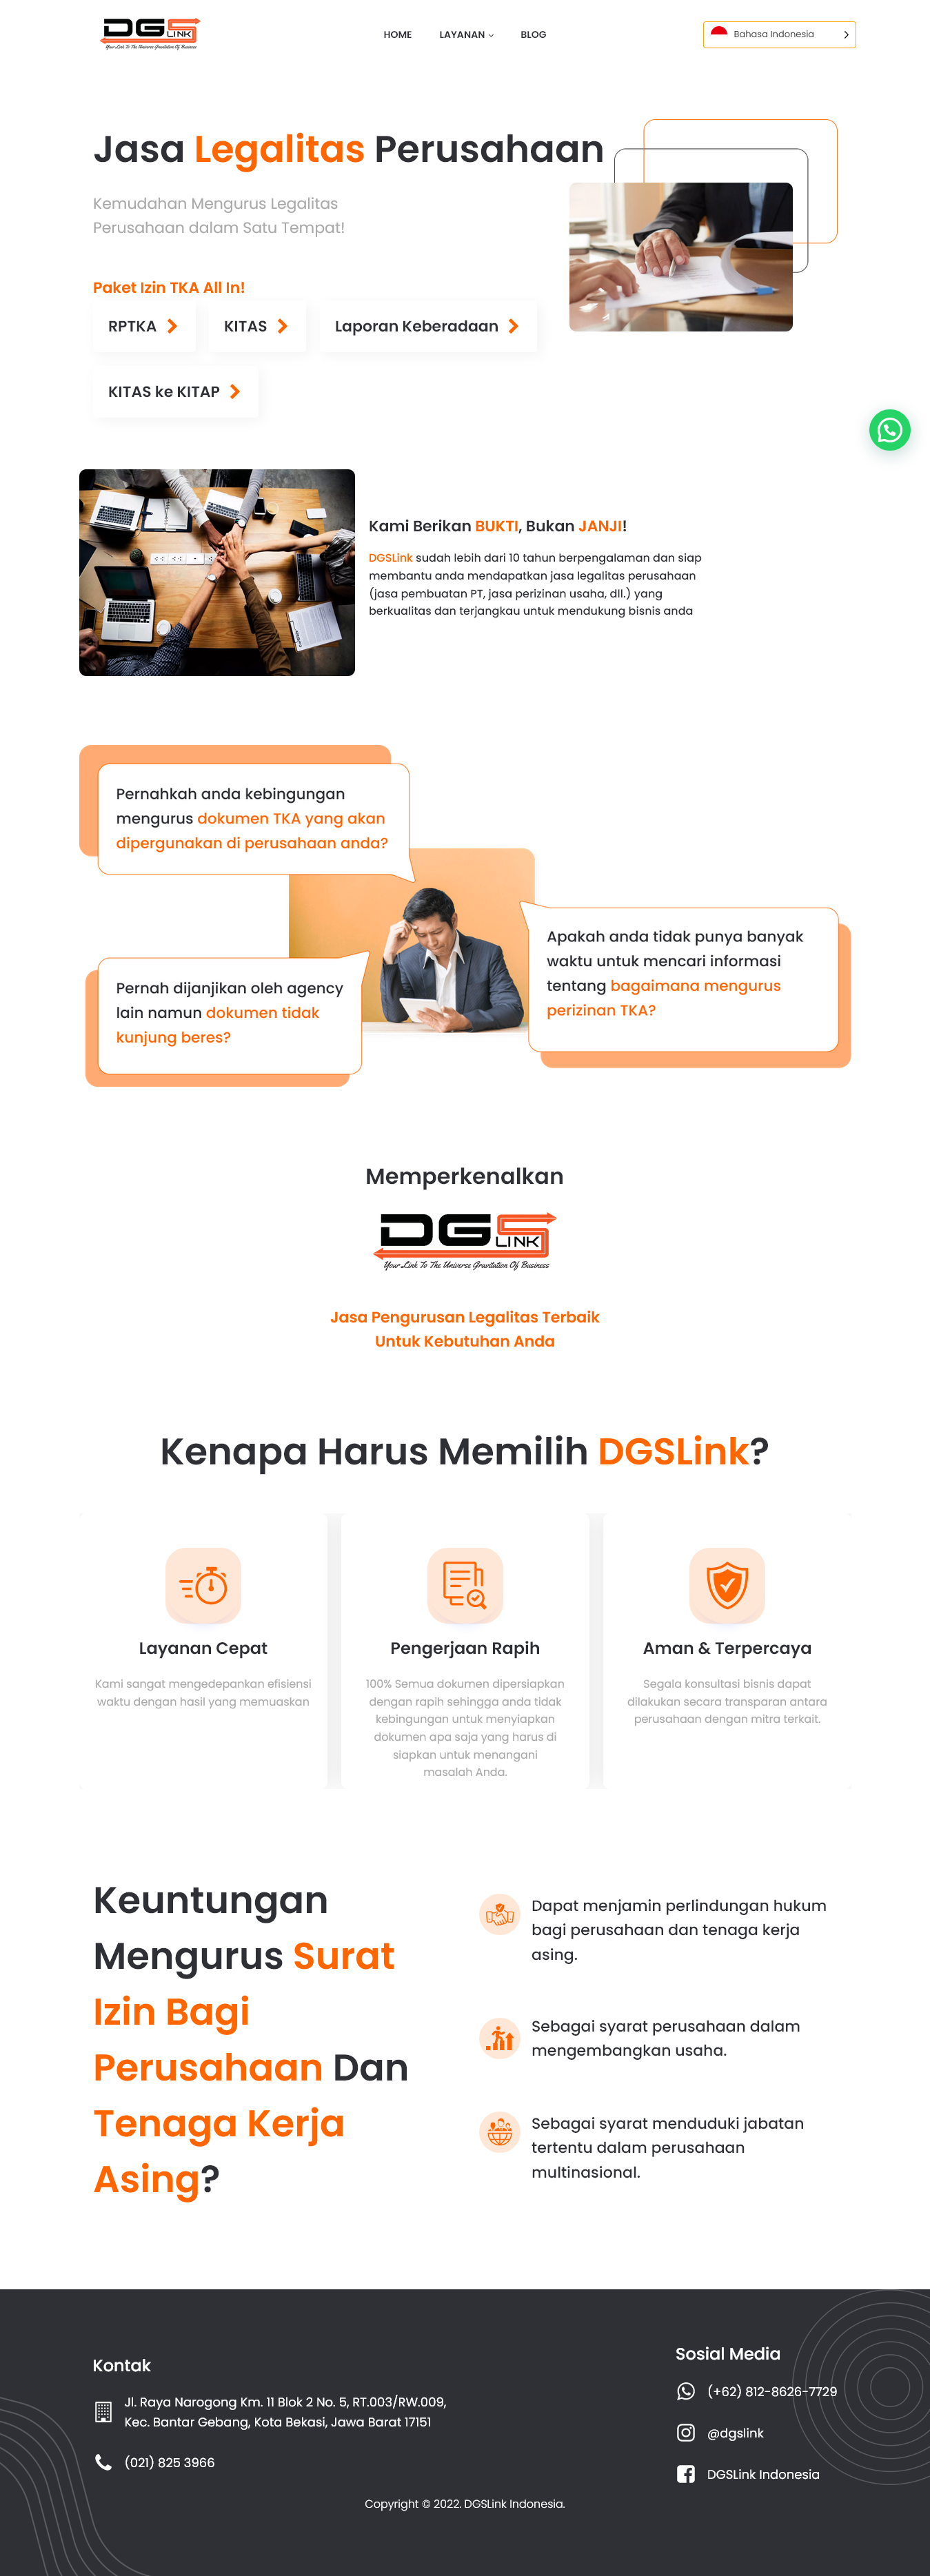 DGS LINK
Your Link To The Universe Gravitation Of Business
HOME
LAYANAN
BLOG
Bahasa Indonesia
Jasa Legalitas Perusahaan
Kemudahan Mengurus Legalitas
Perusahaan dalam Satu Tempat!
Paket Izin TKA All In!
RPTKA
KITAS
Laporan Keberadaan
KITAS ke KITAP
Kami Berikan BUKTI, Bukan JANJI!
DGSLink sudah lebih dari 10 tahun berpengalaman dan siap
membantu anda mendapatkan jasa legalitas perusahaan
(jasa pembuatan PT, jasa perizinan usaha, dll.) yang
berkualitas dan terjangkau untuk mendukung bisnis anda
Pernahkah anda kebingungan
mengurus dokumen TKA yang akan
dipergunakan di perusahaan anda?
Apakah anda tidak punya banyak
waktu untuk mencari informasi
tentang bagaimana mengurus
perizinan TKA?
Pernah dijanjikan oleh agency
lain namun dokumen tidak
kunjung beres?
Memperkenalkan
DGS LINK
Your Link To The Universe Gravitation Of Business
Jasa Pengurusan Legalitas Terbaik
Untuk Kebutuhan Anda
Kenapa Harus Memilih DGSLink?
Layanan Cepat
Kami sangat mengedepankan efisiensi
waktu dengan hasil yang memuaskan
Pengerjaan Rapih
100% Semua dokumen dipersiapkan
dengan rapih sehingga anda tidak
kebingungan untuk menyiapkan
dokumen apa saja yang harus di
siapkan untuk menangani
masalah Anda.
Aman & Terpercaya
Segala konsultasi bisnis dapat
dilakukan secara transparan antara
perusahaan dengan mitra terkait.
Keuntungan
Mengurus Surat
Izin Bagi
Perusahaan Dan
Tenaga Kerja
Asing?
Dapat menjamin perlindungan hukum
bagi perusahaan dan tenaga kerja
asing.
Sebagai syarat perusahaan dalam
mengembangkan usaha.
Sebagai syarat menduduki jabatan
tertentu dalam perusahaan
multinasional.
Kontak
Jl. Raya Narogong Km. 11 Blok 2 No. 5, RT.003/RW.009,
Kec. Bantar Gebang, Kota Bekasi, Jawa Barat 17151
(021) 825 3966
Sosial Media
(+62) 812-8626-7729
@dgslink
DGSLink Indonesia
Copyright © 2022. DGSLink Indonesia.